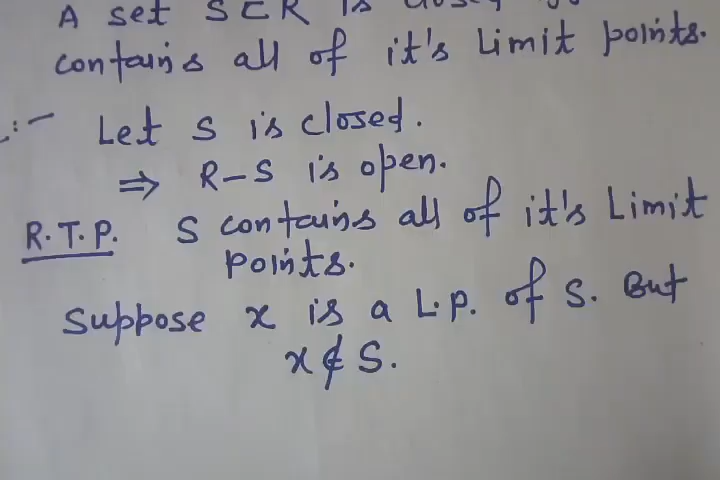 A set S⊂R is closed
contains all of it's Limit points.
:-
Let S is closed.
⇒ R-S is open.
R.T.P. S contains all of it's Limit
points.
Suppose x is a L.P. of S. But
x∉S.